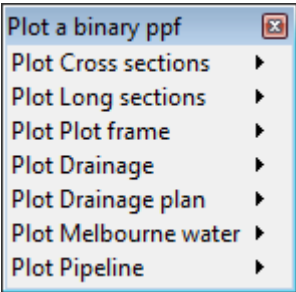 Plot a binary ppf
Plot Cross sections
Plot Long sections
Plot Plot frame
Plot Drainage
Plot Drainage plan
Plot Melbourne water
Plot Pipeline